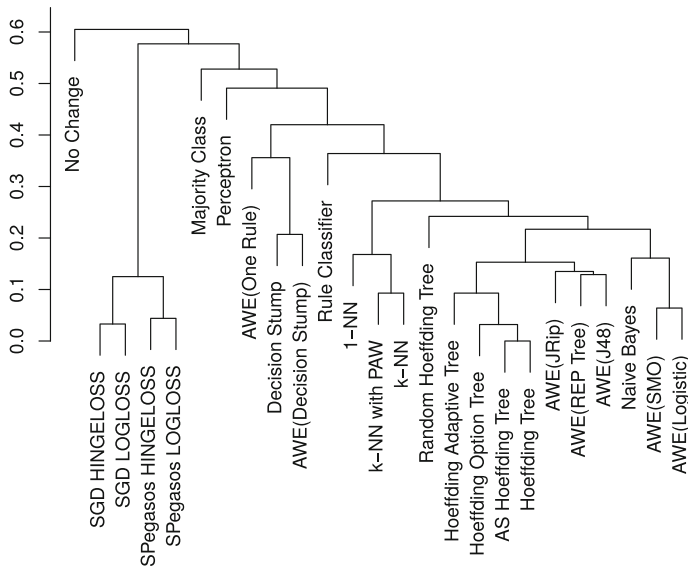 0.6
0.5
0.4
0.3
0.2
0.1
0.0
No Change
SGD HINGELOSS
SGD LOGLOSS
SPegasos HINGELOSS
SPegasos LOGLOSS
Majority Class
Perceptron
AWE(One Rule)
Decision Stump
AWE(Decision Stump)
Rule Classifier
1−NN
k−NN with PAW
k−NN
Random Hoeffding Tree
Hoeffding Adaptive Tree
Hoeffding Option Tree
AS Hoeffding Tree
Hoeffding Tree
AWE(JRip)
AWE(REP Tree)
AWE(J48)
Naive Bayes
AWE(SMO)
AWE(Logistic)